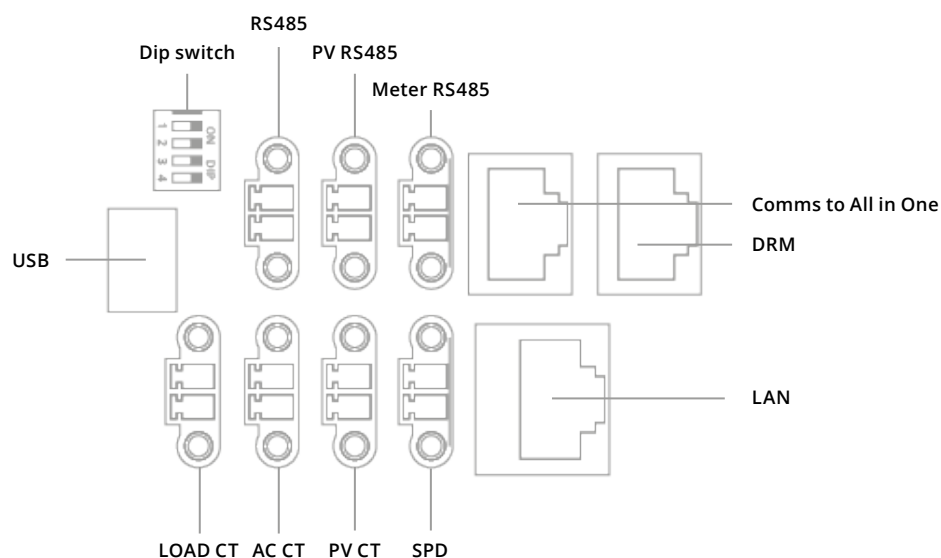 RS485
Dip switch
PV RS485
Meter RS485
1
2
3
4
ON DIP
Comms to All in One
DRM
USB
LAN
LOAD CT
AC CT
PV CT
SPD